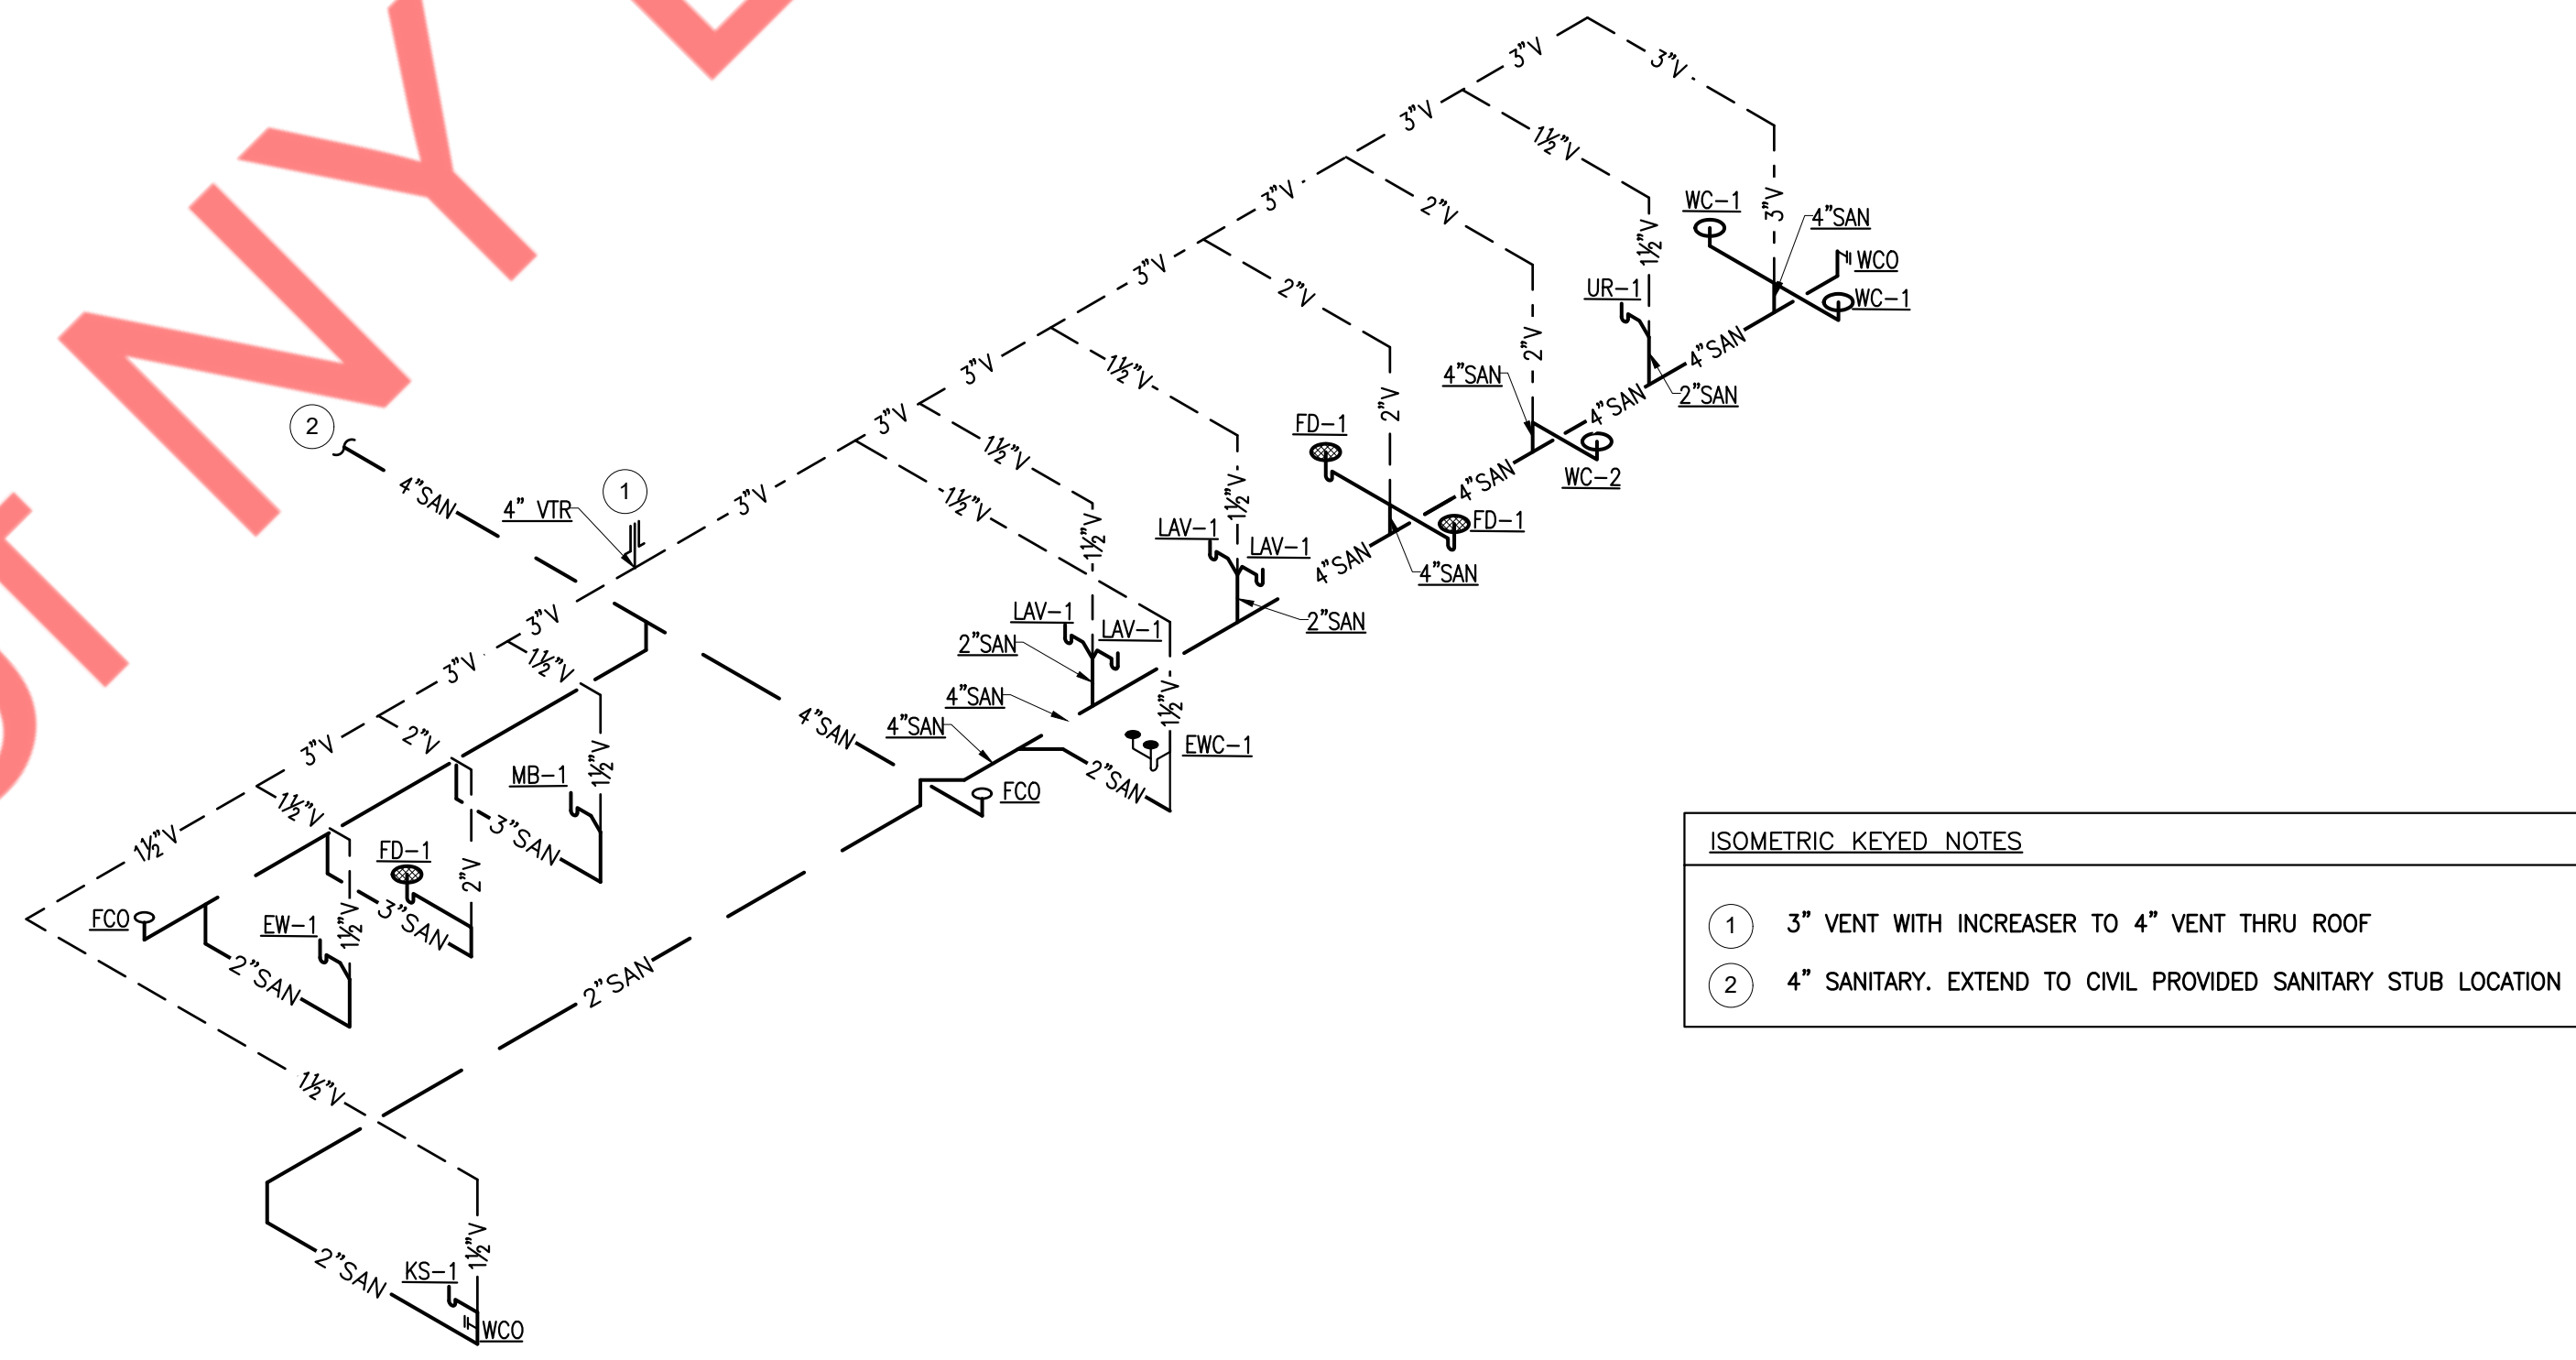 3"V
3"V
3"V
1½"V
3"V
2"V
3"V
WC-1
4"SAN
3"V
1½"V
WCO
WC-1
UR-1
2"V
2"V
4"SAN
3"V
3"V
1½"V
2"V
4"SAN
2"SAN
4"SAN
FD-1
4"SAN
WC-2
3"V
1½"V
2
4"SAN
1
4" VTR
3"V
1½"V
1½"V
1½"V
LAV-1
LAV-1
FD-1
4"SAN
4"SAN
LAV-1
LAV-1
2"SAN
2"SAN
3"V
3"V
1½"V
4"SAN
4"SAN
4"SAN
1½"V
EWC-1
2"SAN
FCO
3"V
2"V
MB-1
1½"V
1½"V
1½"V
3"SAN
FD-1
2"V
FCO
EW-1
1½"V
3"SAN
2"SAN
2"SAN
1½"V
1½"V
2"SAN
KS-1
WCO
ISOMETRIC KEYED NOTES
1 3" VENT WITH INCREASER TO 4" VENT THRU ROOF
2 4" SANITARY. EXTEND TO CIVIL PROVIDED SANITARY STUB LOCATION